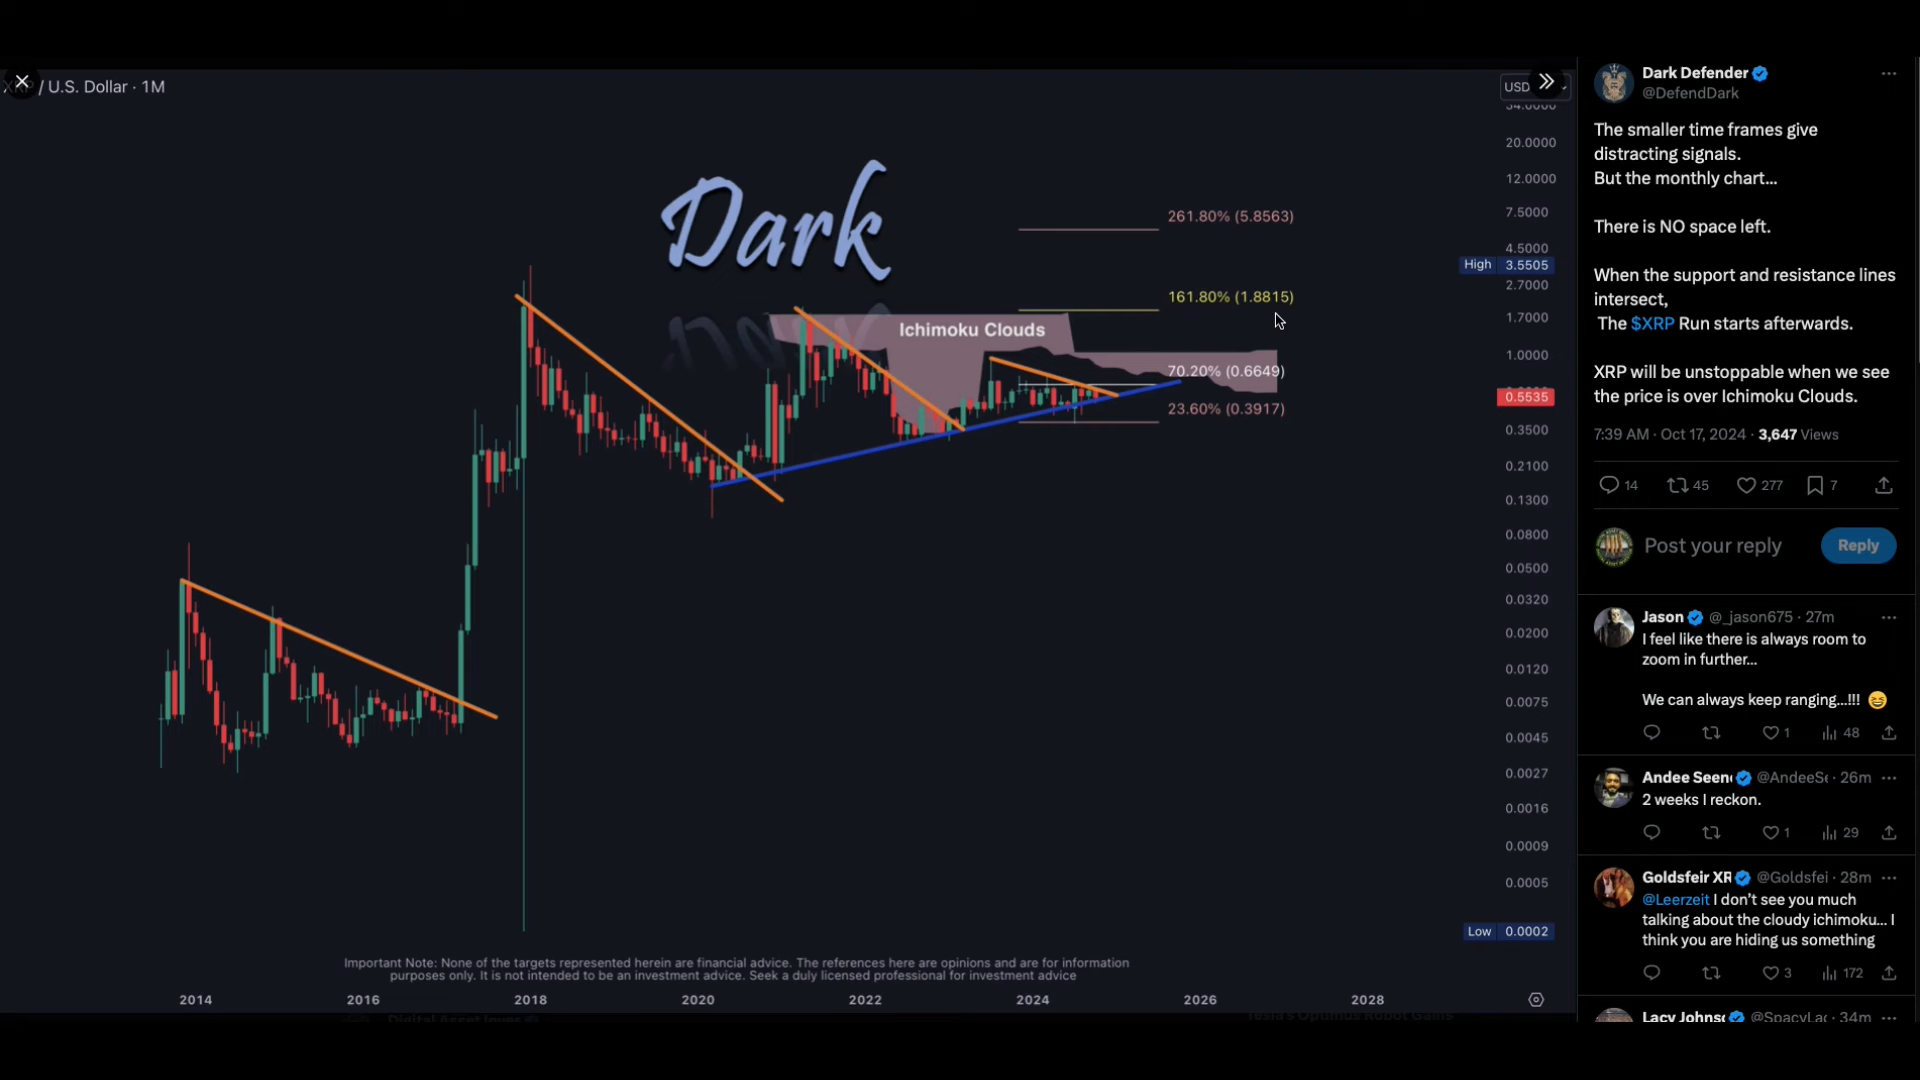 XRP / U.S. Dollar · 1M
USD
34.0000
20.0000
12.0000
7.5000
4.5000
High 3.5505
2.7000
1.7000
1.0000
0.5535
0.3500
0.2100
0.1300
0.0800
0.0500
0.0320
0.0200
0.0120
0.0075
0.0045
0.0027
0.0016
0.0009
0.0005
Low 0.0002
Dark
Ichimoku Clouds
261.80% (5.8563)
161.80% (1.8815)
70.20% (0.6649)
23.60% (0.3917)
Important Note: None of the targets represented herein are financial advice. The references here are opinions and are for information
purposes only. It is not intended to be an investment advice. Seek a duly licensed professional for investment advice
2014 2016 2018 2020 2022 2024 2026 2028
Dark Defender
@DefendDark
The smaller time frames give
distracting signals.
But the monthly chart...
There is NO space left.
When the support and resistance lines
intersect,
The $XRP Run starts afterwards.
XRP will be unstoppable when we see
the price is over Ichimoku Clouds.
7:39 AM · Oct 17, 2024 · 3,647 Views
14 45 277 7
Post your reply
Reply
Jason @_jason675 · 27m
I feel like there is always room to
zoom in further...
We can always keep ranging...!!! 😆
1 48
Andee Seen @AndeeSe · 26m
2 weeks I reckon.
1 29
Goldsfeir XR @Goldsfei · 28m
@Leerzeit I don't see you much
talking about the cloudy ichimoku... I
think you are hiding us something
3 172
Lacy Johns @SpacyLac · 34m